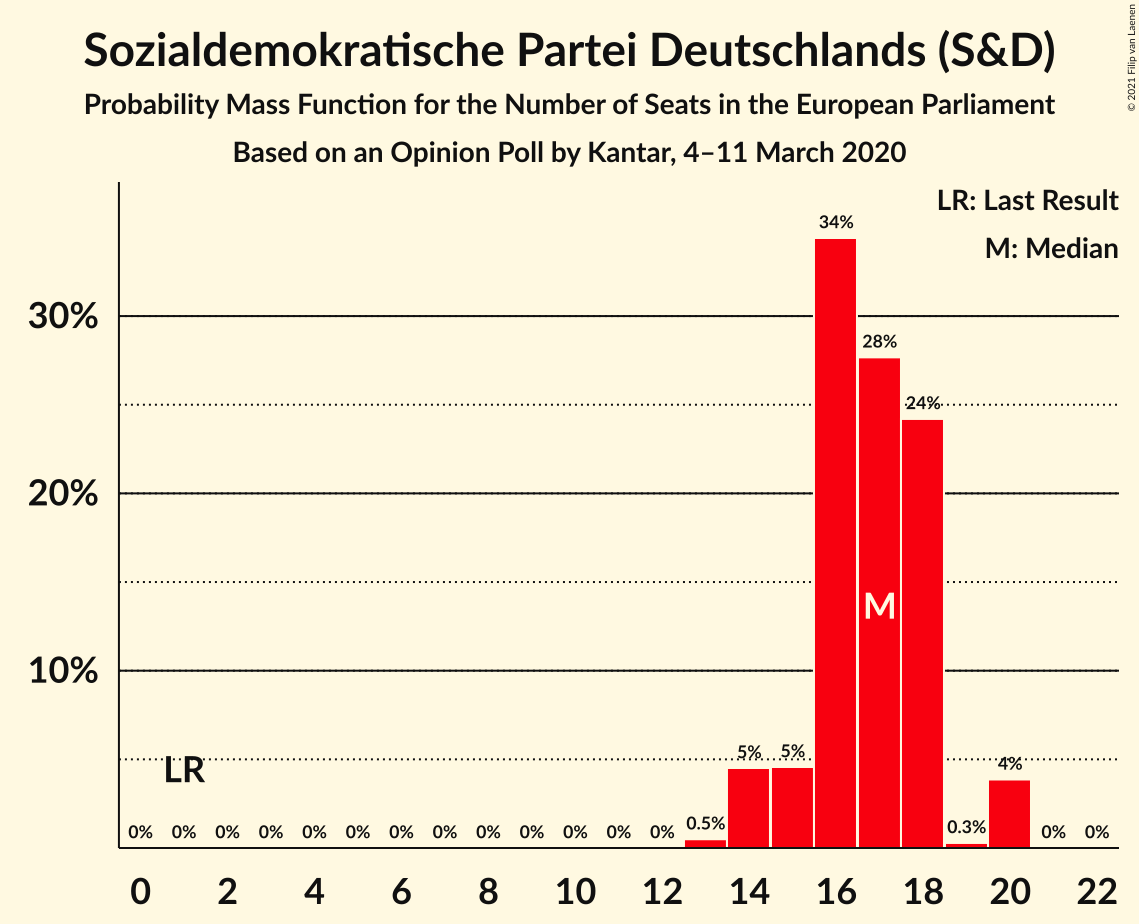 Sozialdemokratische Partei Deutschlands (S&D)
Probability Mass Function for the Number of Seats in the European Parliament
Based on an Opinion Poll by Kantar, 4–11 March 2020
© 2021 Filip van Laenen
LR: Last Result
M: Median
34%
30%
28%
24%
20%
M
10%
LR
5% 5% 4%
0% 0% 0% 0% 0% 0% 0% 0% 0% 0% 0% 0% 0% 0.5% 0.3% 0% 0%
0 2 4 6 8 10 12 14 16 18 20 22